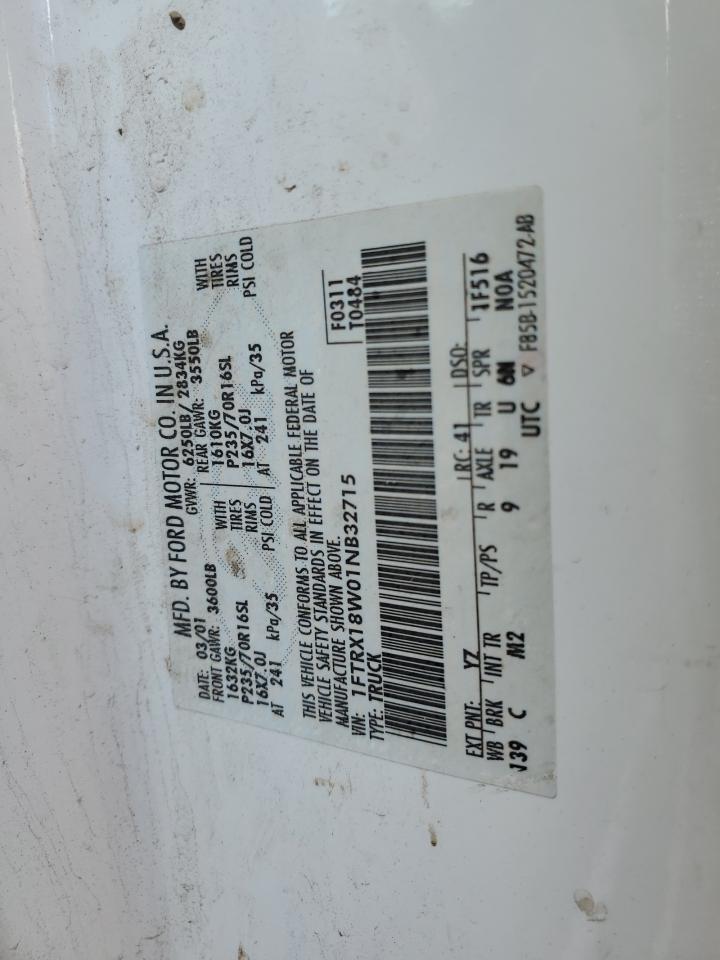 MFD. BY FORD MOTOR CO. IN U.S.A.
DATE: 03/01 GVWR: 6250LB/2834KG
FRONT GAWR: 3600LB REAR GAWR: 3550LB
1632KG WITH 1610KG WITH
P235/70R16SL TIRES P235/70R16SL TIRES
16X7.0J RIMS 16X7.0J RIMS
AT 241 kPa/35 PSI COLD AT 241 kPa/35 PSI COLD
THIS VEHICLE CONFORMS TO ALL APPLICABLE FEDERAL MOTOR
VEHICLE SAFETY STANDARDS IN EFFECT ON THE DATE OF
MANUFACTURE SHOWN ABOVE.
VIN: 1FTRX18W01NB32715 F0311
TYPE: TRUCK T0484
EXT PNT: YZ RC: 41 DSO:
WB BRK INT TR TP/PS R AXLE TR SPR 1F516
139 C M2 9 19 U NOA
UTC ▽ F85B-1520472-AB